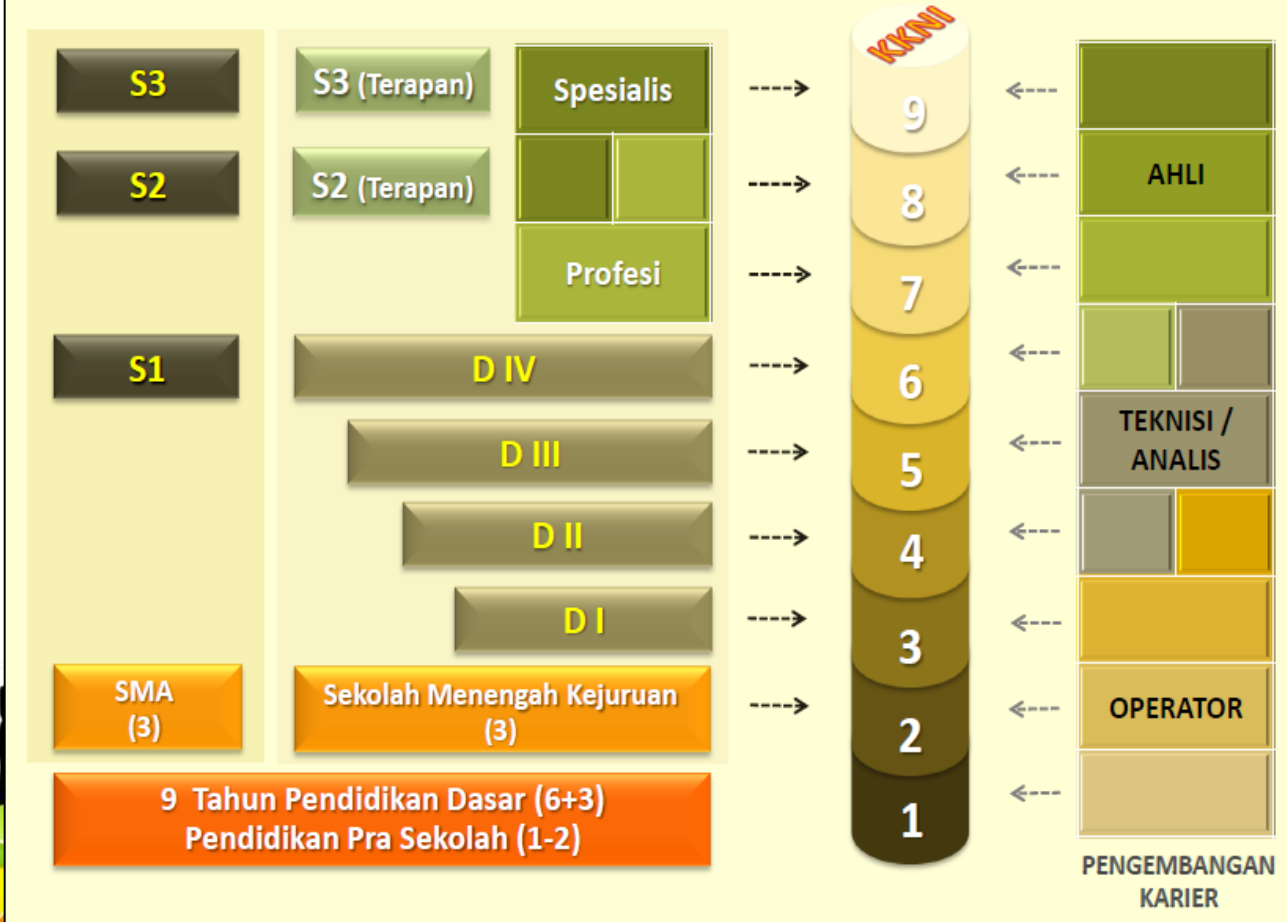 KKNI
S3
S3 (Terapan)
Spesialis
9
S2
S2 (Terapan)
8
AHLI
Profesi
7
S1
D IV
6
D III
5
TEKNISI /
ANALIS
D II
4
D I
3
SMA
(3)
Sekolah Menengah Kejuruan
(3)
2
OPERATOR
9 Tahun Pendidikan Dasar (6+3)
Pendidikan Pra Sekolah (1-2)
1
PENGEMBANGAN
KARIER